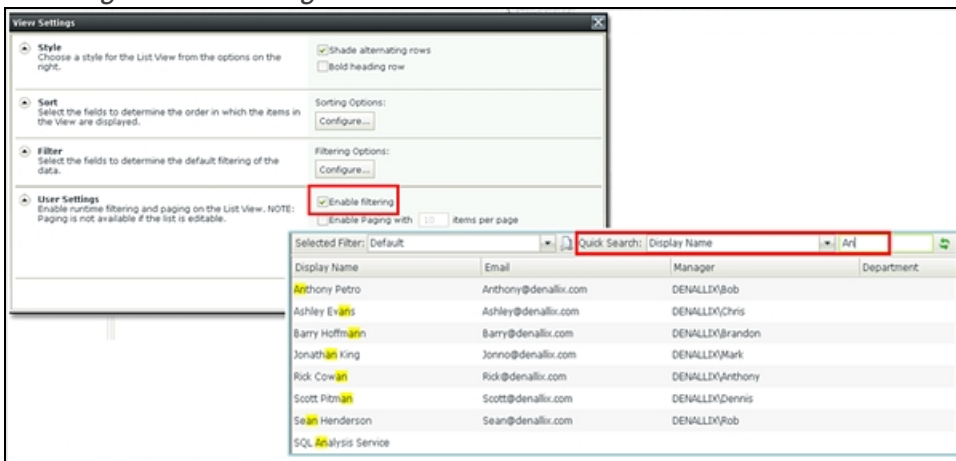 View Settings
Style
Choose a style for the List View from the options on the
right.
Shade alternating rows
Bold heading row
Sort
Select the fields to determine the order in which the items in
the View are displayed.
Sorting Options:
Configure...
Filter
Select the fields to determine the default filtering of the
data.
Filtering Options:
Configure...
User Settings
Enable runtime filtering and paging on the List View. NOTE:
Paging is not available if the list is editable.
Enable filtering
Enable Paging with 10 items per page
Selected Filter: Default Quick Search: Display Name An
Display Name Email Manager Department
Anthony Petro Anthony@denallix.com DENALLIX\Bob
Ashley Evans Ashley@denallix.com DENALLIX\Chris
Barry Hoffmann Barry@denallix.com DENALLIX\Brandon
Jonathan King Jonno@denallix.com DENALLIX\Mark
Rick Cowan Rick@denallix.com DENALLIX\Anthony
Scott Pitman Scott@denallix.com DENALLIX\Dennis
Sean Henderson Sean@denallix.com DENALLIX\Rob
SQL Analysis Service